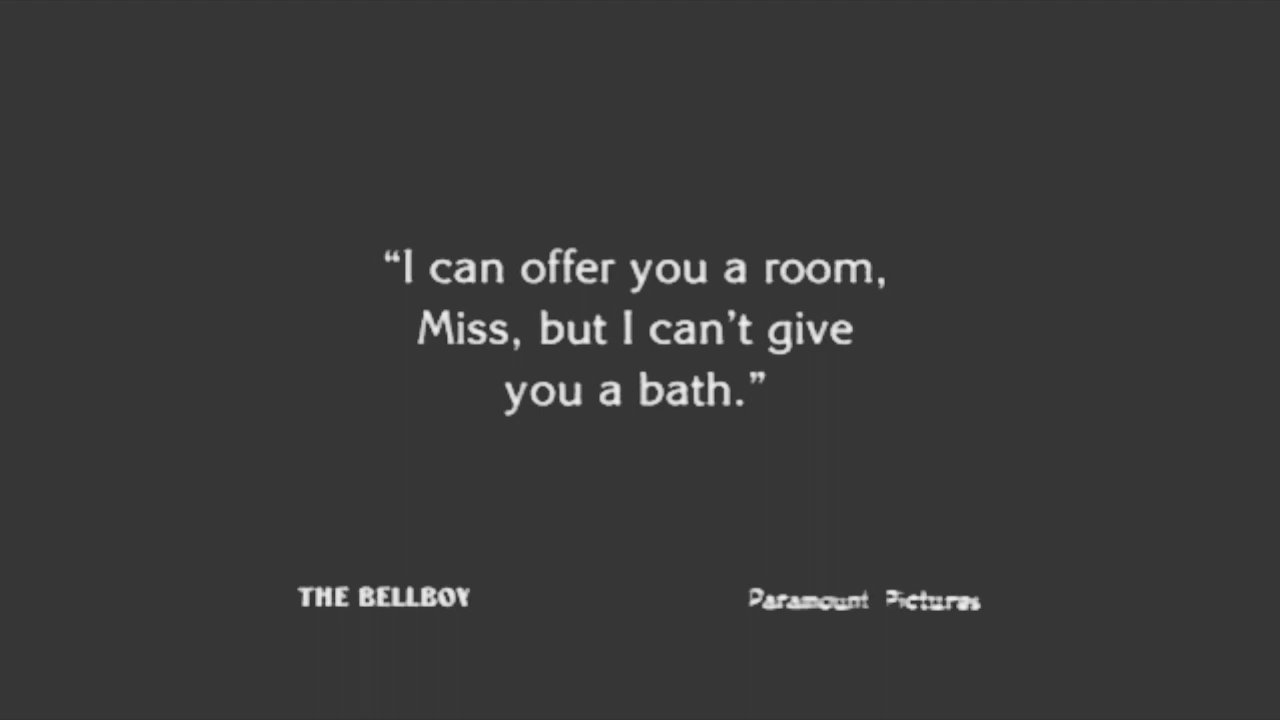 “I can offer you a room,
Miss, but I can’t give
you a bath.”
THE BELLBOY
Paramount Pictures